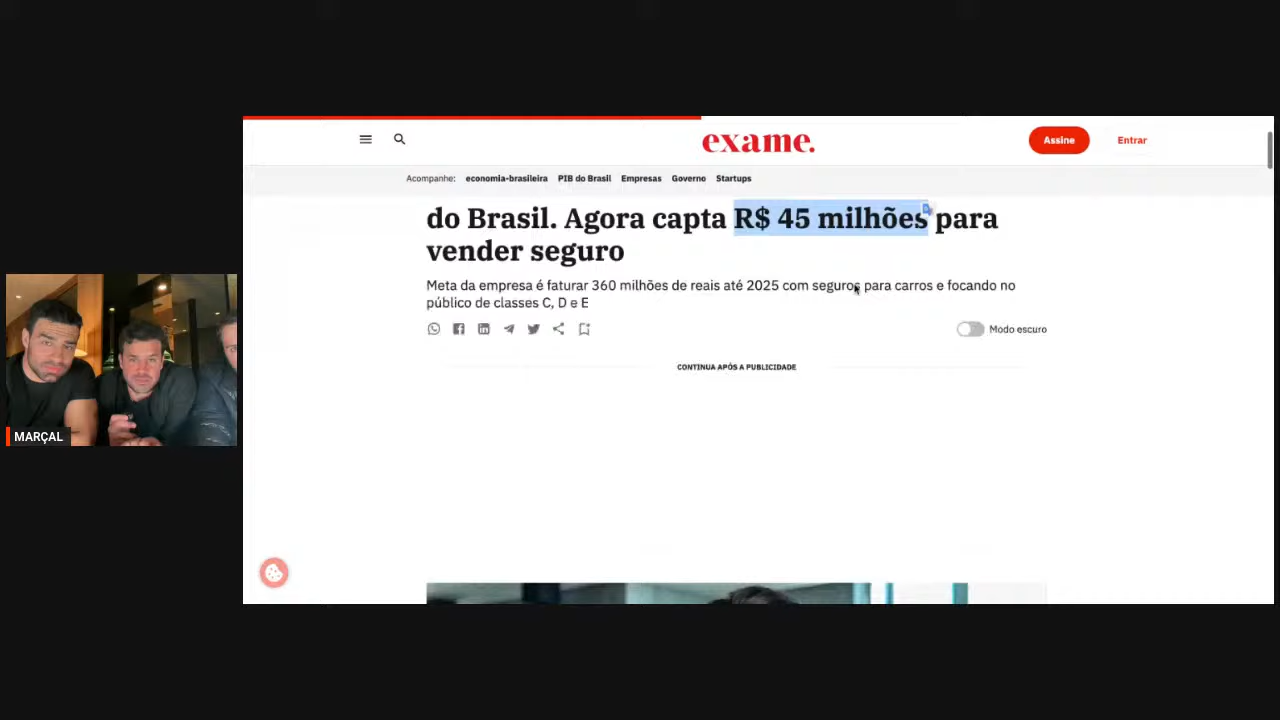 exame.
Assine
Entrar
Acompanhe: economia-brasileira PIB do Brasil Empresas Governo Startups
do Brasil. Agora capta R$ 45 milhões para
vender seguro
Meta da empresa é faturar 360 milhões de reais até 2025 com seguros para carros e focando no
público de classes C, D e E
Modo escuro
CONTINUA APÓS A PUBLICIDADE
MARÇAL